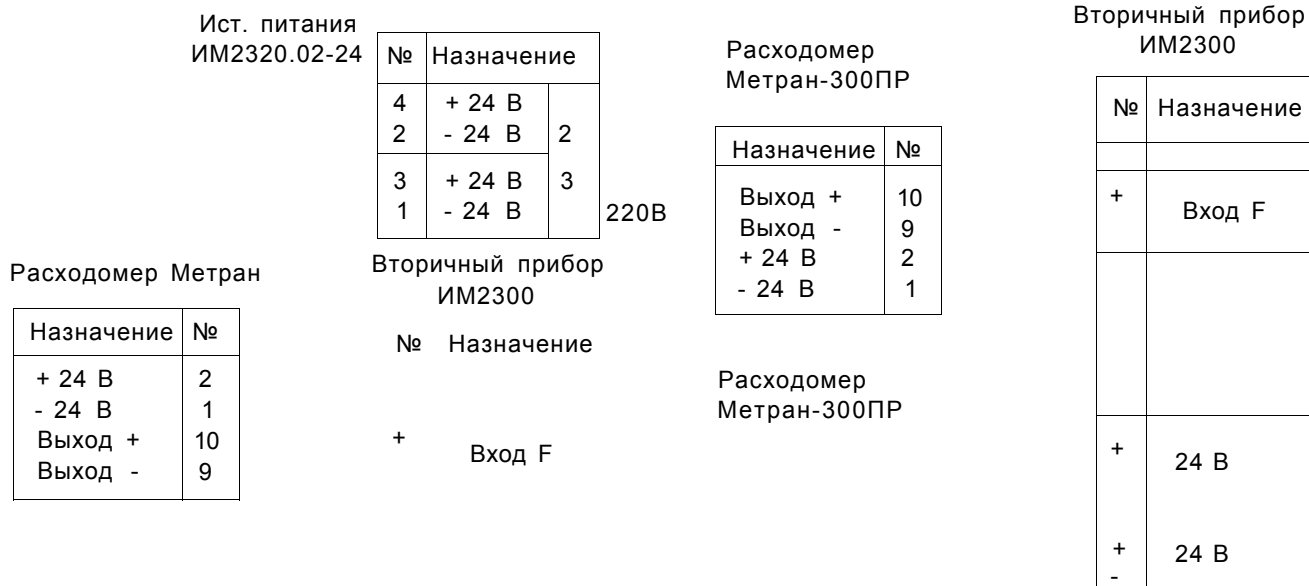 Ист. питания
ИМ2320.02-24
№ Назначение
4 + 24 В
2 - 24 В 2
3 + 24 В 3
1 - 24 В
220В
Расходомер Метран
Назначение №
+ 24 В 2
- 24 В 1
Выход + 10
Выход - 9
Вторичный прибор
ИМ2300
№ Назначение
+ Вход F
Расходомер
Метран-300ПР
Назначение №
Выход + 10
Выход - 9
+ 24 В 2
- 24 В 1
Расходомер
Метран-300ПР
Вторичный прибор
ИМ2300
№ Назначение
+ Вход F
+ 24 В
+ 24 В
-